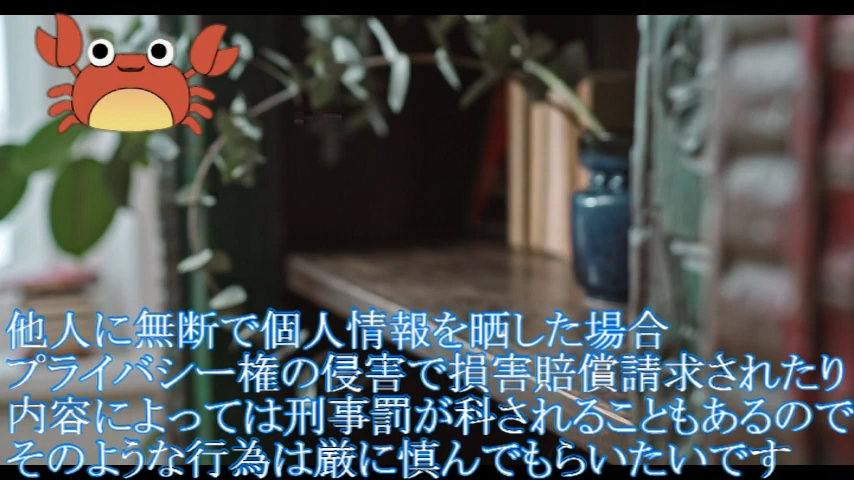 他人に無断で個人情報を晒した場合
プライバシー権の侵害で損害賠償請求されたり
内容によっては刑事罰が科されることもあるので
そのような行為は厳に慎んでもらいたいです